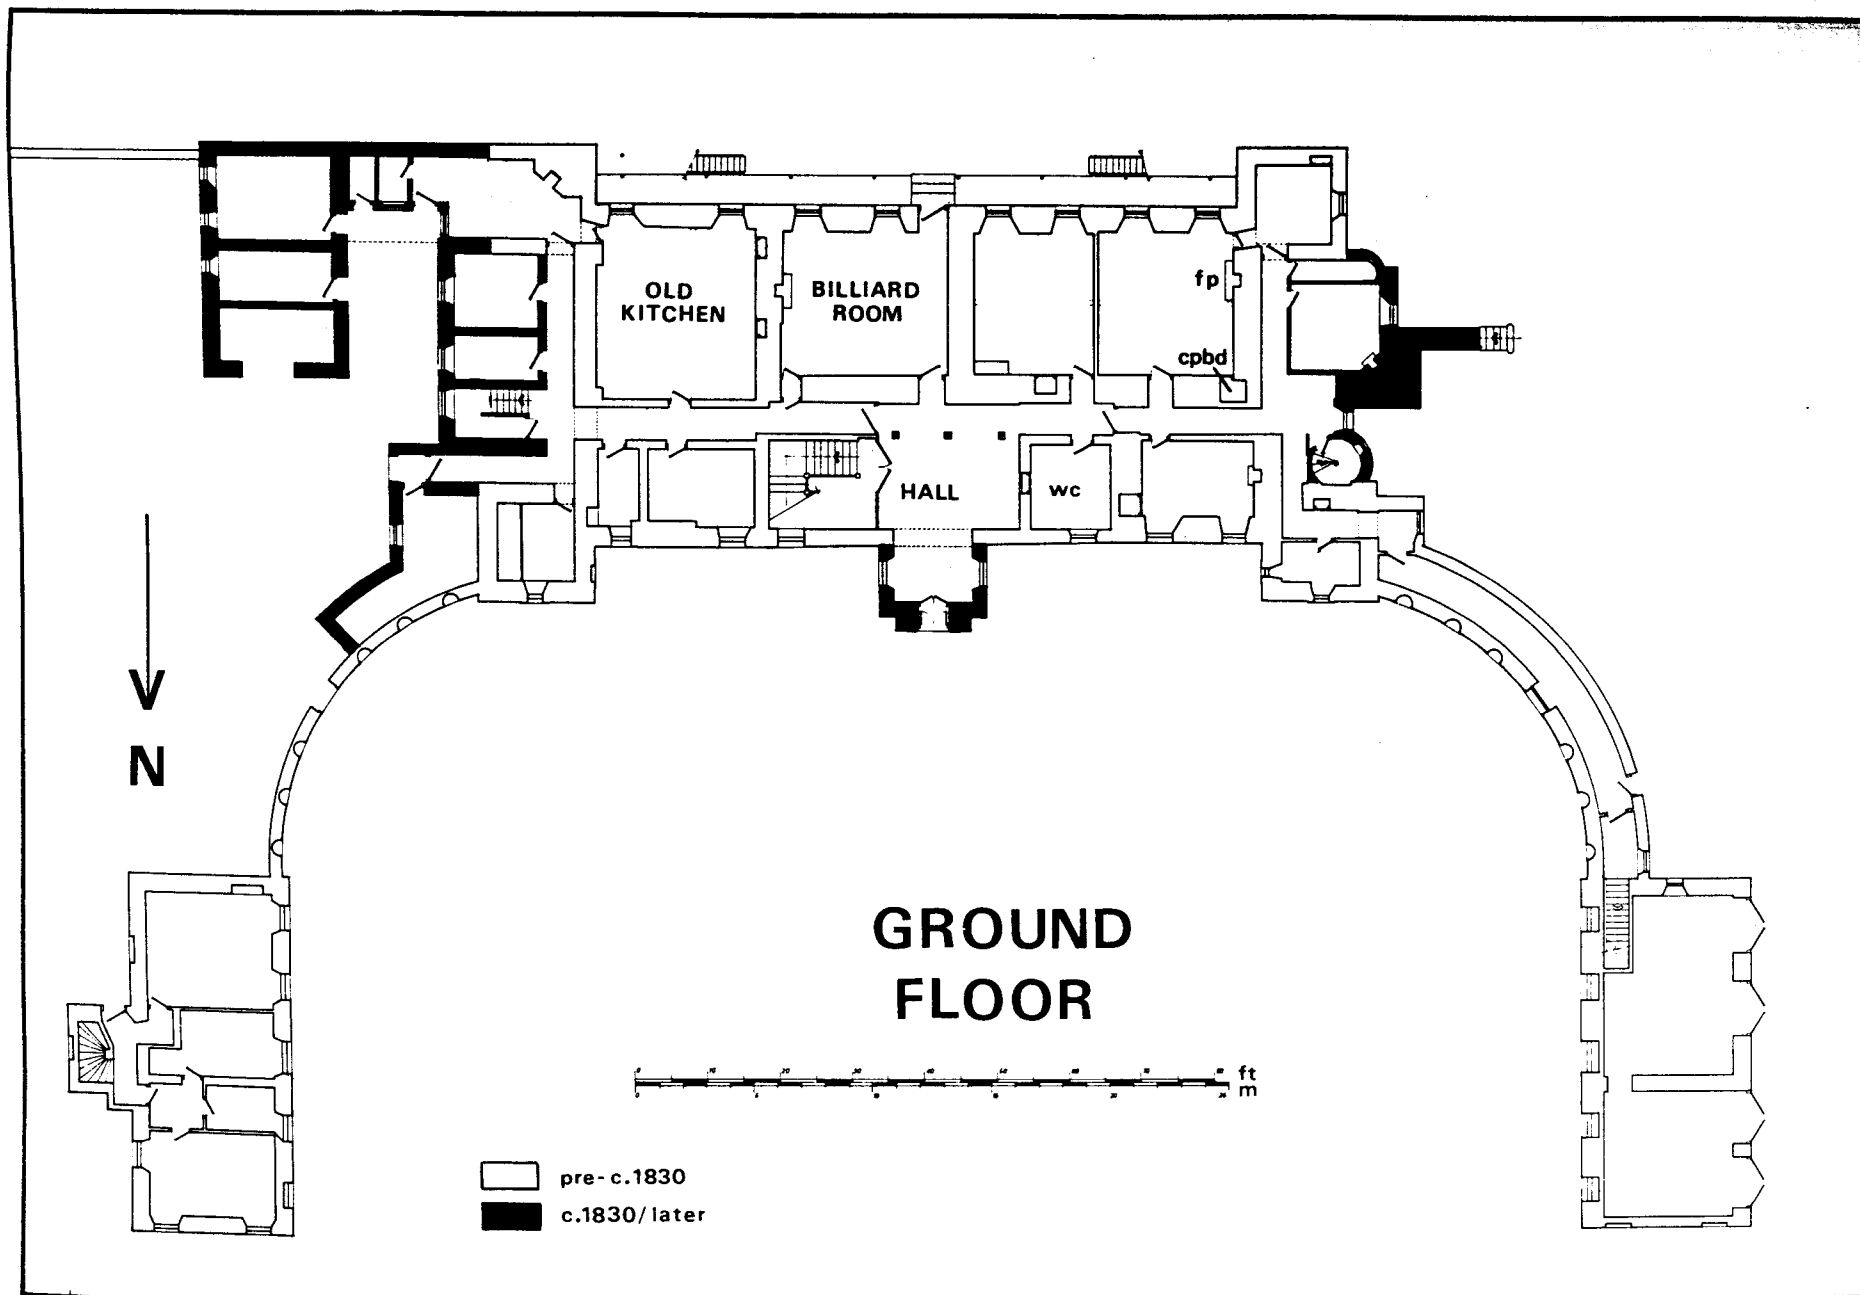 OLD
KITCHEN
BILLIARD
ROOM
fp
cpbd
HALL
wc
V
N
GROUND
FLOOR
ft
m
pre-c.1830
c.1830/later